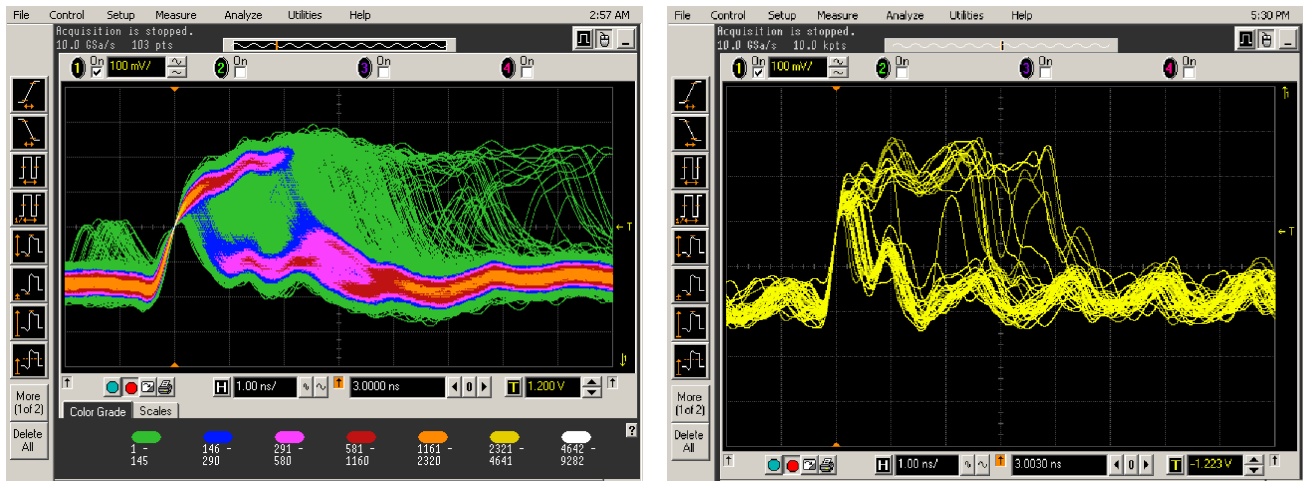 File Control Setup Measure Analyze Utilities Help 2:57 AM
Acquisition is stopped.
10.0 GSa/s 103 pts
1 On 100 mV/ 2 On 3 On 4 On
T
More
(1of 2)
Delete
All
H 1.00 ns/ 3.0000 ns 0 T 1.200 V
Color Grade Scales
?
1 - 146 - 291 - 581 - 1161 - 2321 - 4642 -
145 290 580 1160 2320 4641 9282
File Control Setup Measure Analyze Utilities Help 5:30 PM
Acquisition is stopped.
10.0 GSa/s 10.0 kpts
1 On 100 mV/ 2 On 3 On 4 On
T
More
(1of 2)
Delete
All
H 1.00 ns/ 3.0030 ns 0 T -1.223 V